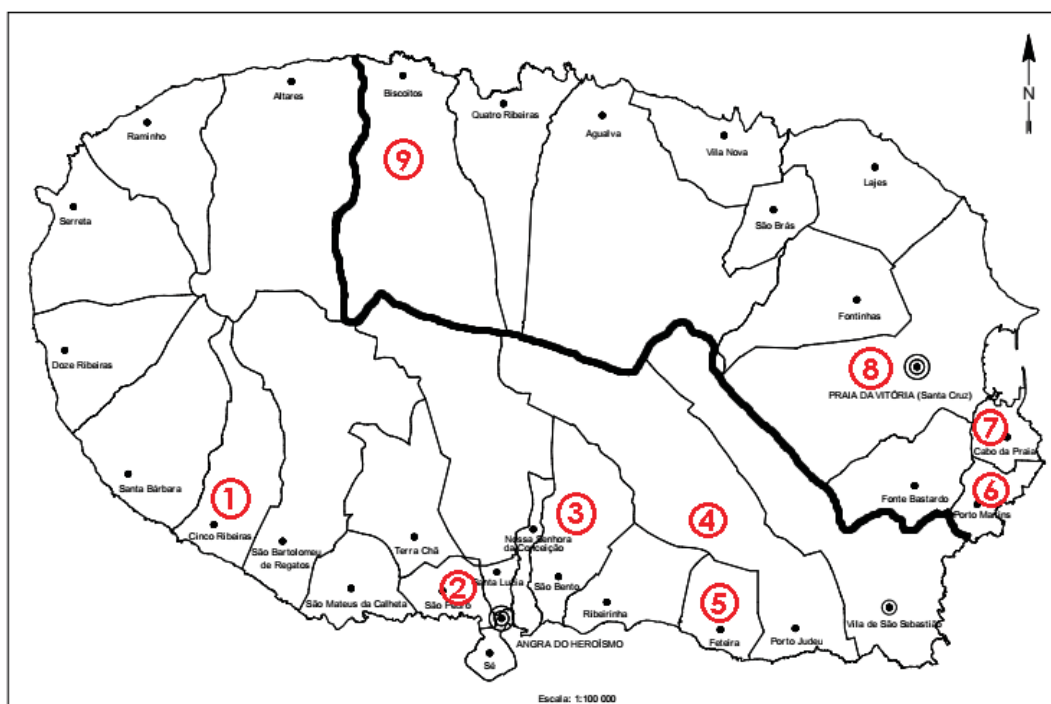 Altares
Biscoitos
Quatro Ribeiras
Agualva
N
Raminho
Vila Nova
9
Lajes
Serreta
São Brás
Fontinhas
Doze Ribeiras
8
PRAIA DA VITÓRIA (Santa Cruz)
7
Cabo da Praia
Santa Bárbara
1
6
Fonte Bastardo
3
4
Porto Martins
Cinco Ribeiras
São Bartolomeu
de Regatos
Terra Chã
Nossa Senhora
da Conceição
2
Santa Luzia
São Bento
São Mateus da Calheta
São Pedro
Ribeirinha
5
Vila de São Sebastião
Feteira
Porto Judeu
ANGRA DO HEROÍSMO
Sé
Escala: 1:100 000